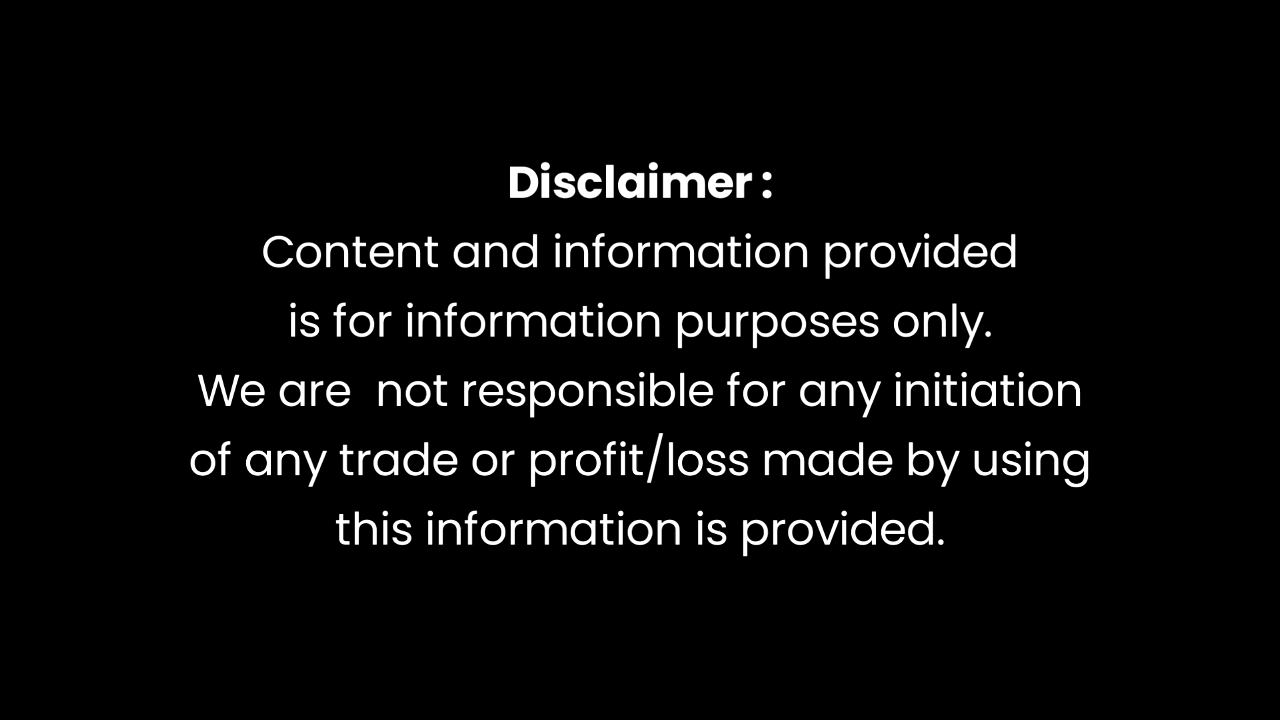 Disclaimer :
Content and information provided
is for information purposes only.
We are  not responsible for any initiation
of any trade or profit/loss made by using
this information is provided.